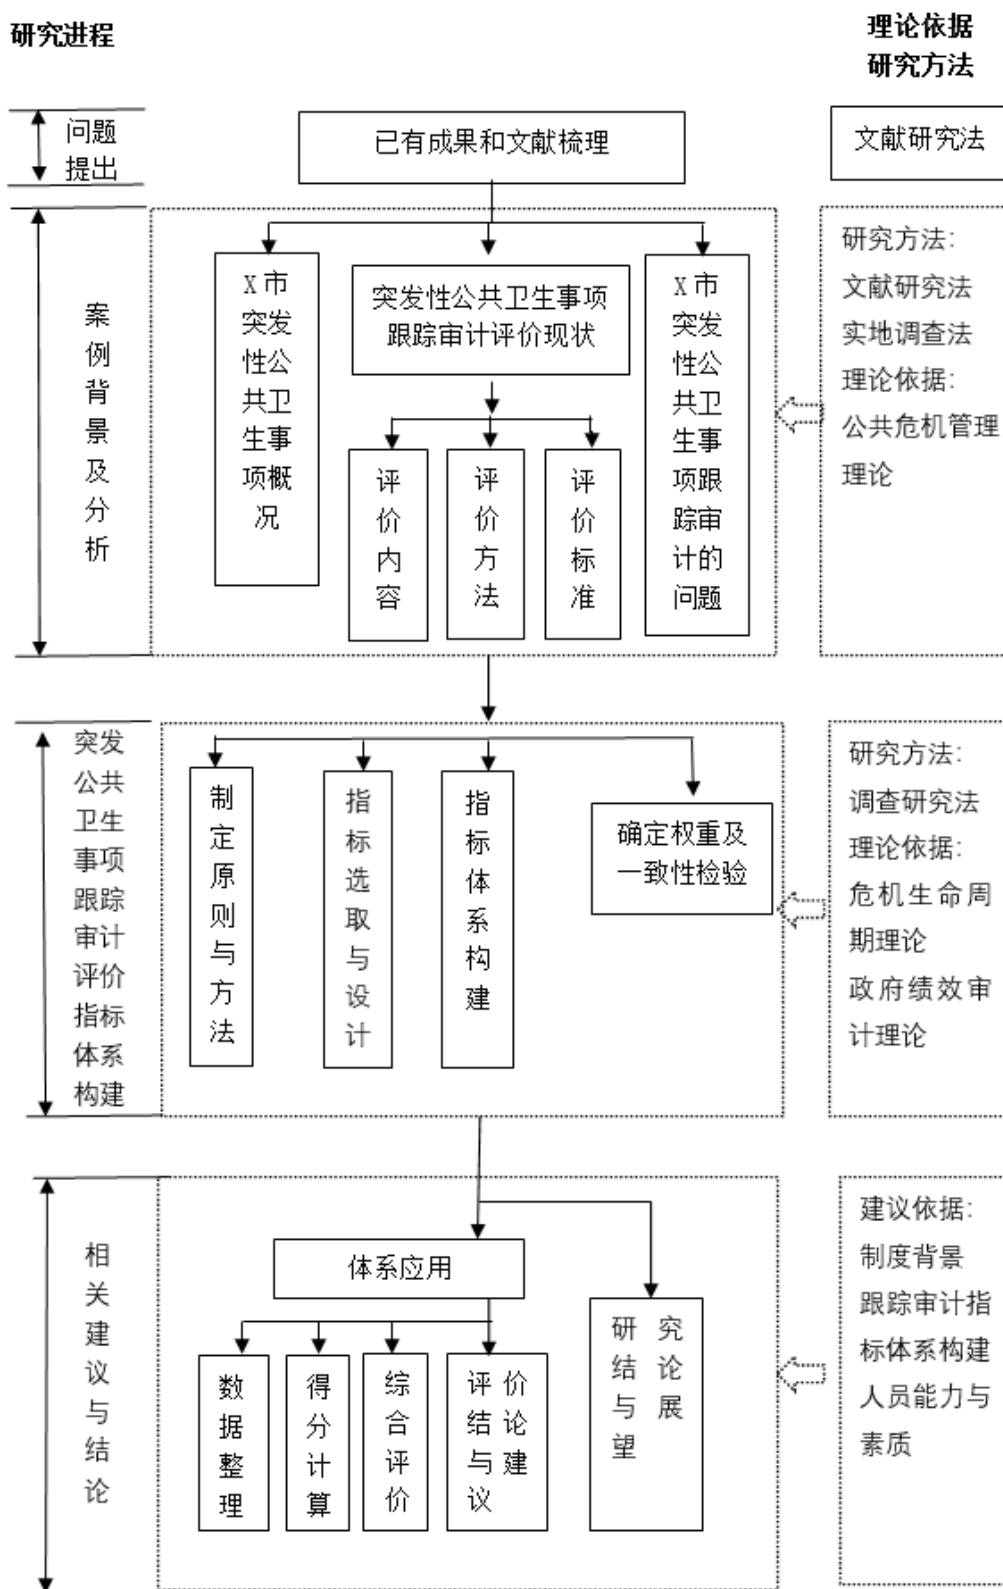 研究进程
理论依据
研究方法
问题
提出
已有成果和文献梳理
文献研究法
案
例
背
景
及
分
析
X 市
突发
性公
共卫
生事
项概
况
突发性公共卫生事项
跟踪审计评价现状
评
价
内
容
评
价
方
法
评
价
标
准
X 市
突发
性公
共卫
生事
项跟
踪审
计的
问题
研究方法:
文献研究法
实地调查法
理论依据:
公共危机管理
理论
突发
公共
卫生
事项
跟踪
审计
评价
指标
体系
构建
制
定
原
则
与
方
法
指
标
选
取
与
设
计
指
标
体
系
构
建
确定权重及
一致性检验
研究方法:
调查研究法
理论依据:
危机生命周
期理论
政府绩效审
计理论
相
关
建
议
与
结
论
体系应用
数
据
整
理
得
分
计
算
综
合
评
价
评 价
结 论
与 建
议
研 究
结 论
与 展
望
建议依据:
制度背景
跟踪审计指
标体系构建
人员能力与
素质